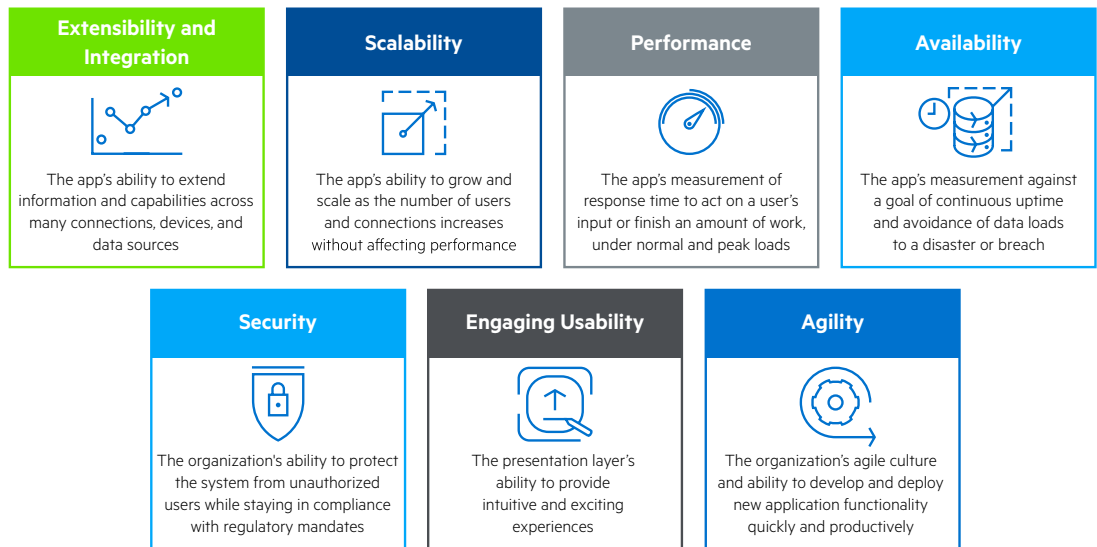 Extensibility and
Integration
The app's ability to extend
information and capabilities across
many connections, devices, and
data sources
Scalability
The app's ability to grow and
scale as the number of users
and connections increases
without affecting performance
Performance
The app's measurement of
response time to act on a user's
input or finish an amount of work,
under normal and peak loads
Availability
The app's measurement against
a goal of continuous uptime
and avoidance of data loads
to a disaster or breach
Security
The organization's ability to protect
the system from unauthorized
users while staying in compliance
with regulatory mandates
Engaging Usability
The presentation layer's
ability to provide
intuitive and exciting
experiences
Agility
The organization's agile culture
and ability to develop and deploy
new application functionality
quickly and productively